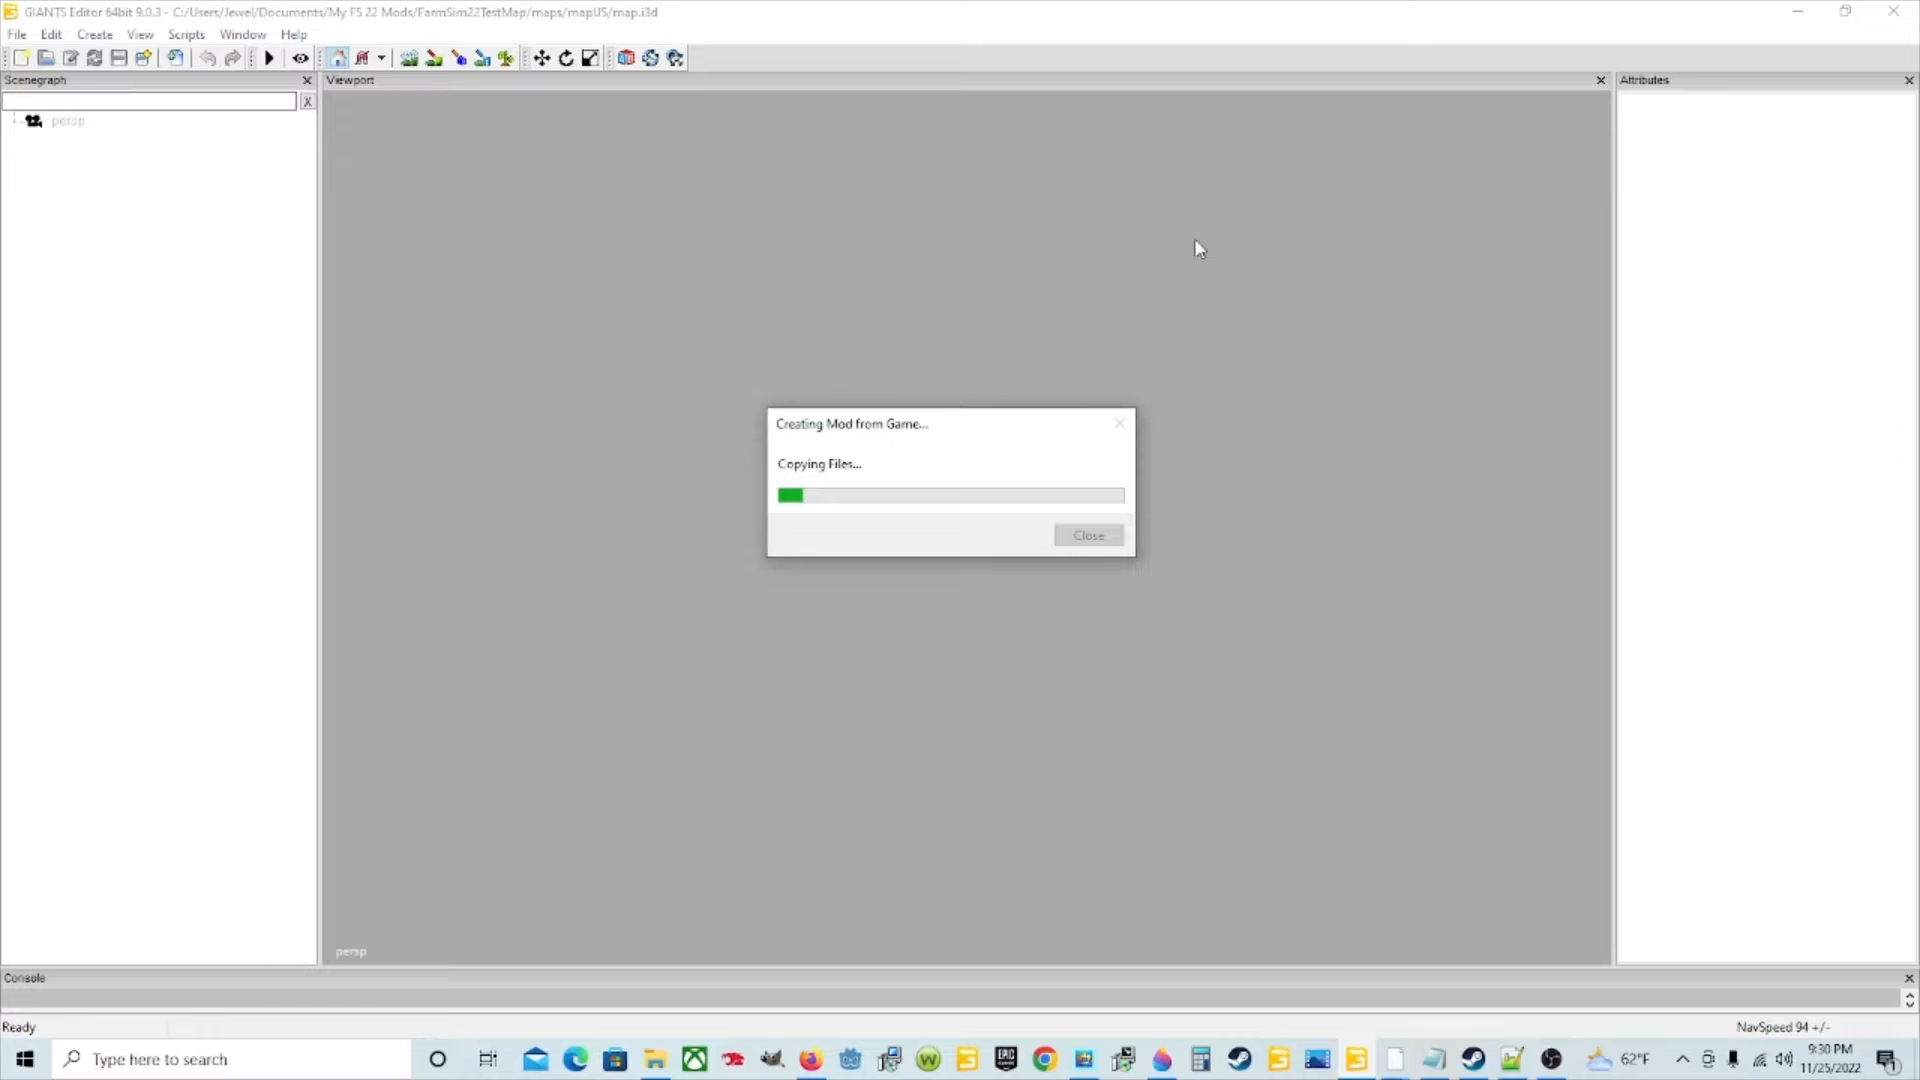 GIANTS Editor 64bit 9.0.3 - C:/Users/Jewel/Documents/My FS 22 Mods/FarmSim22TestMap/maps/mapUS/map.i3d
File Edit Create View Scripts Window Help
Scenegraph
Viewport
Attributes
X
persp
Creating Mod from Game...
Copying Files...
Close
persp
Console
Ready
NavSpeed 94 +/-
Type here to search
62°F
9:30 PM
11/25/2022